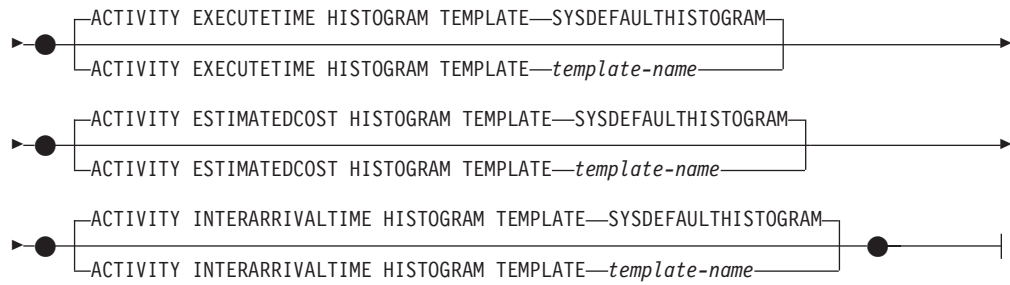 ACTIVITY EXECUTETIME HISTOGRAM TEMPLATE SYSDEFAULTHISTOGRAM
ACTIVITY EXECUTETIME HISTOGRAM TEMPLATE template-name
ACTIVITY ESTIMATEDCOST HISTOGRAM TEMPLATE SYSDEFAULTHISTOGRAM
ACTIVITY ESTIMATEDCOST HISTOGRAM TEMPLATE template-name
ACTIVITY INTERARRIVALTIME HISTOGRAM TEMPLATE SYSDEFAULTHISTOGRAM
ACTIVITY INTERARRIVALTIME HISTOGRAM TEMPLATE template-name